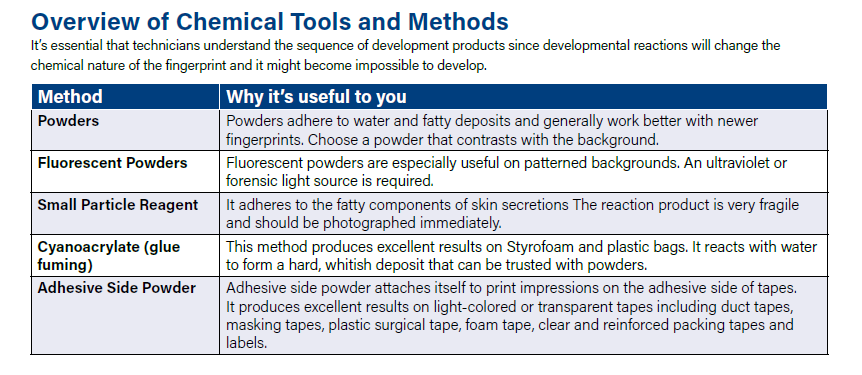 Overview of Chemical Tools and Methods
It's essential that technicians understand the sequence of development products since developmental reactions will change the
chemical nature of the fingerprint and it might become impossible to develop.
Method Why it's useful to you
Powders Powders adhere to water and fatty deposits and generally work better with newer
fingerprints. Choose a powder that contrasts with the background.
Fluorescent Powders Fluorescent powders are especially useful on patterned backgrounds. An ultraviolet or
forensic light source is required.
Small Particle Reagent It adheres to the fatty components of skin secretions The reaction product is very fragile
and should be photographed immediately.
Cyanoacrylate (glue This method produces excellent results on Styrofoam and plastic bags. It reacts with water
fuming) to form a hard, whitish deposit that can be trusted with powders.
Adhesive Side Powder Adhesive side powder attaches itself to print impressions on the adhesive side of tapes.
It produces excellent results on light-colored or transparent tapes including duct tapes,
masking tapes, plastic surgical tape, foam tape, clear and reinforced packing tapes and
labels.